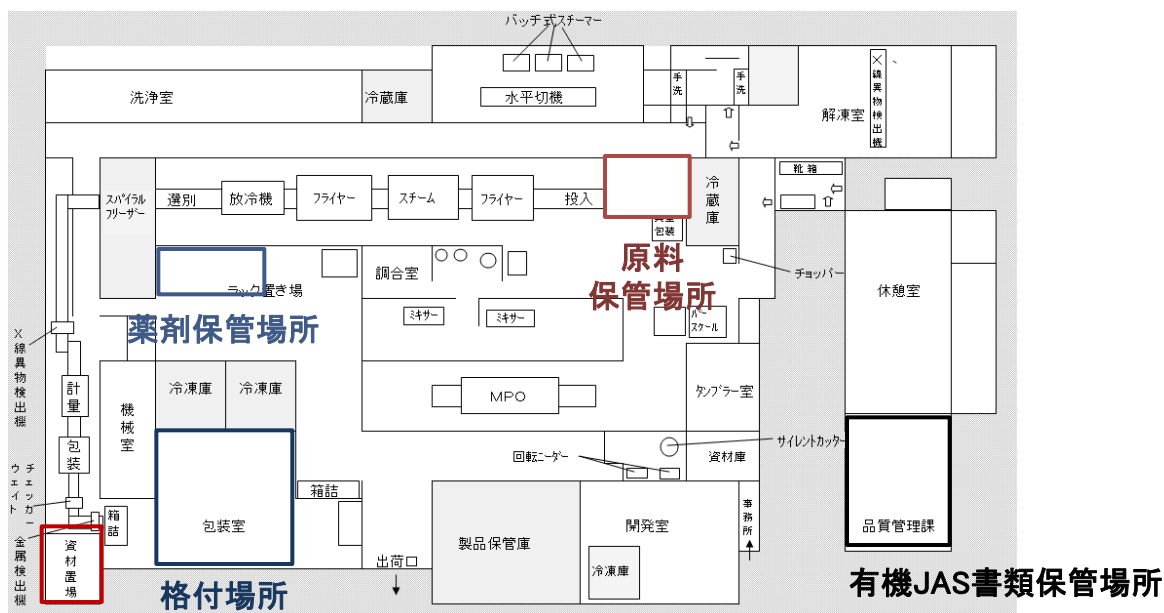 バッチ式スチーマー
洗浄室
冷蔵庫
水平切機
手洗
手洗
解凍室
X線異物検出機
靴箱
スパイラル
フリーザー
選別
放冷機
フライヤー
スチーム
フライヤー
投入
冷蔵庫
包装
原料
保管場所
チョッパー
調合室
ラック置き場
薬剤保管場所
ミキサー
ミキサー
スケール
休憩室
X線異物検出機
計量
包装
機械室
冷凍庫
冷凍庫
MPO
タンブラー室
サイレントカッター
回転ニーダー
資材庫
チェッカー
ウェイト
金属検出機
箱詰
資材置場
包装室
箱詰
格付場所
出荷口
製品保管庫
開発室
冷凍庫
事務所
品質管理課
有機JAS書類保管場所